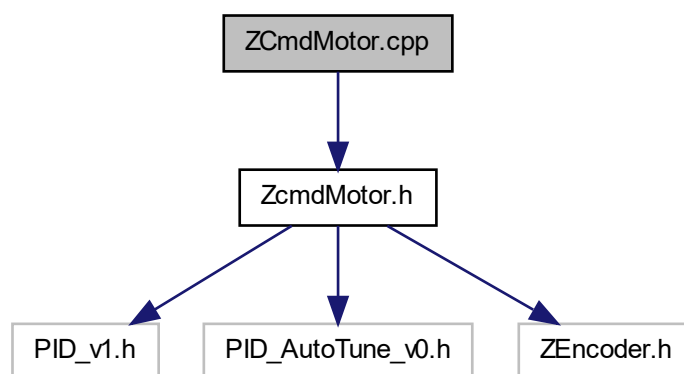 ZCmdMotor.cpp
ZcmdMotor.h
PID_v1.h
PID_AutoTune_v0.h
ZEncoder.h